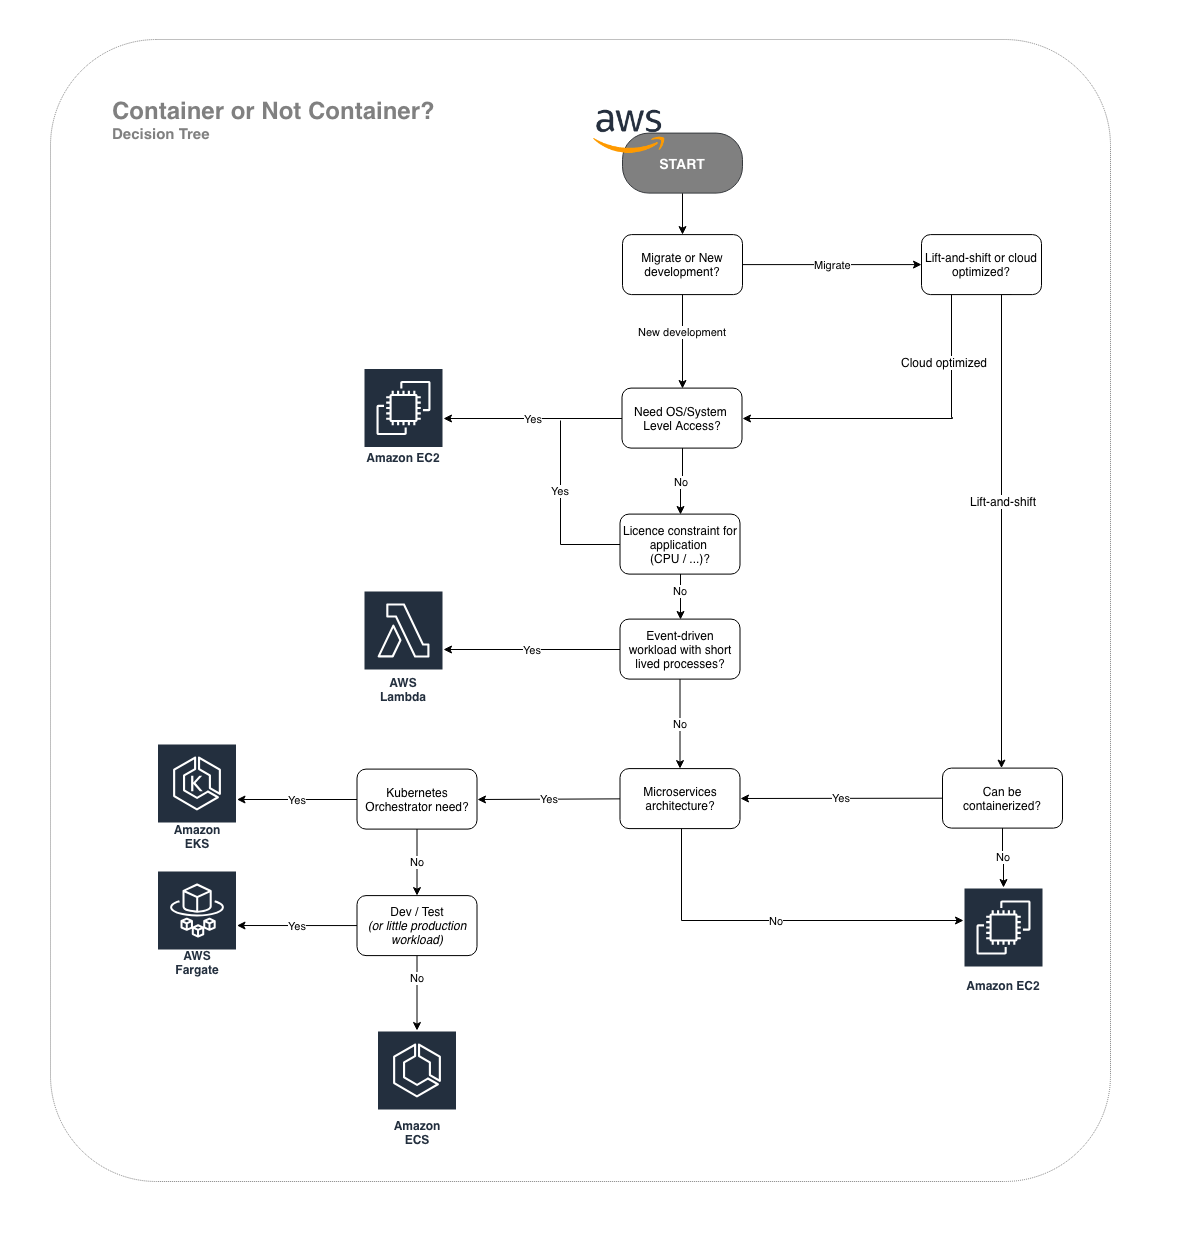 Container or Not Container?
Decision Tree
aws
START
Migrate or New
development?
Migrate
Lift-and-shift or cloud
optimized?
New development
Cloud optimized
Need OS/System
Level Access?
Yes
Amazon EC2
No
Yes
Lift-and-shift
Licence constraint for
application
(CPU / ...)?
No
Event-driven
workload with short
lived processes?
Yes
AWS
Lambda
No
Can be
containerized?
Yes
Microservices
architecture?
Yes
Kubernetes
Orchestrator need?
Yes
K
Amazon
EKS
No
No
No
Amazon EC2
Dev / Test
(or little production
workload)
Yes
AWS
Fargate
No
Amazon
ECS